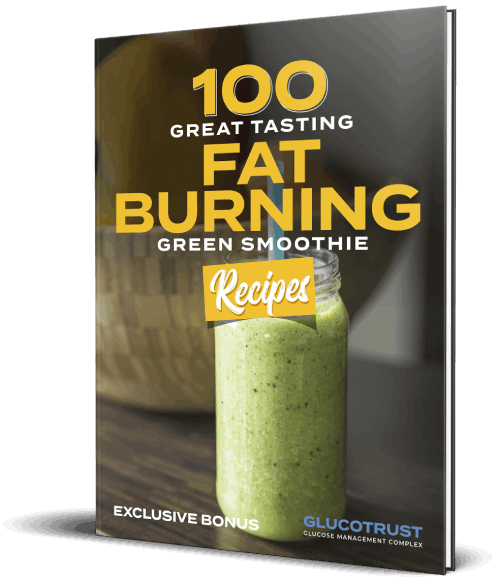 100
GREAT TASTING
FAT
BURNING
GREEN SMOOTHIE
Recipes
EXCLUSIVE BONUS
GLUCOTRUST
GLUCOSE MANAGEMENT COMPLEX